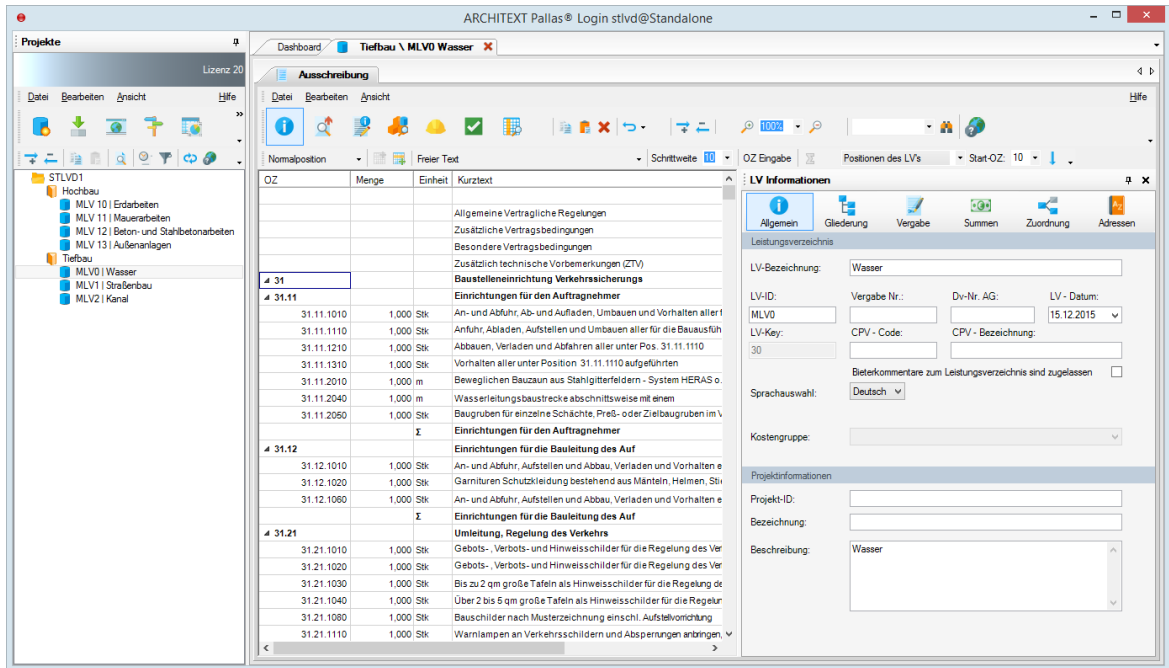 ARCHITEXT Pallas® Login stlvd@Standalone
Projekte
Lizenz 20
Datei Bearbeiten Ansicht Hilfe
STLVD1
Hochbau
MLV 10 | Erdarbeiten
MLV 11 | Mauerarbeiten
MLV 12 | Beton- und Stahlbetonarbeiten
MLV 13 | Außenanlagen
Tiefbau
MLV0 | Wasser
MLV1 | Straßenbau
MLV2 | Kanal
Dashboard Tiefbau \ MLV0 Wasser
Ausschreibung
Datei Bearbeiten Ansicht Hilfe
100%
Normalposition Freier Text Schrittweite 10 OZ Eingabe Positionen des LV's Start-OZ: 10
OZ Menge Einheit Kurztext
Allgemeine Vertragliche Regelungen
Zusätzliche Vertragsbedingungen
Besondere Vertragsbedingungen
Zusätzlich technische Vorbemerkungen (ZTV)
31 Baustelleneinrichtung Verkehrssicherungs
31.11 Einrichtungen für den Auftragnehmer
31.11.1010 1,000 Stk An- und Abfuhr, Ab- und Aufladen, Umbauen und Vorhalten aller f
31.11.1110 1,000 Stk Anfuhr, Abladen, Aufstellen und Umbauen aller für die Bauausfüh
31.11.1210 1,000 Stk Abbauen, Verladen und Abfahren aller unter Pos. 31.11.1110
31.11.1310 1,000 Stk Vorhalten aller unter Position 31.11.1110 aufgeführten
31.11.2010 1,000 m Beweglichen Bauzaun aus Stahlgitterfeldern - System HERAS o.
31.11.2040 1,000 m Wasserleitungsbaustrecke abschnittsweise mit einem
31.11.2050 1,000 Stk Baugruben für einzelne Schächte, Preß- oder Zielbaugruben im V
Σ Einrichtungen für den Auftragnehmer
31.12 Einrichtungen für die Bauleitung des Auf
31.12.1010 1,000 Stk An- und Abfuhr, Aufstellen und Abbau, Verladen und Vorhalten e
31.12.1020 1,000 Stk Garnituren Schutzkleidung bestehend aus Mänteln, Helmen, Stie
31.12.1060 1,000 Stk An- und Abfuhr, Aufstellen und Abbau, Verladen und Vorhalten e
Σ Einrichtungen für die Bauleitung des Auf
31.21 Umleitung, Regelung des Verkehrs
31.21.1010 1,000 Stk Gebots- , Verbots- und Hinweisschilder für die Regelung des Ver
31.21.1020 1,000 Stk Gebots- , Verbots- und Hinweisschilder für die Regelung des Ver
31.21.1030 1,000 Stk Bis zu 2 qm große Tafeln als Hinweisschilder für die Regelung de
31.21.1040 1,000 Stk Über 2 bis 5 qm große Tafeln als Hinweisschilder für die Regelun
31.21.1080 1,000 Stk Bauschilder nach Musterzeichnung einschl. Aufstellvorrichtung
31.21.1110 1,000 Stk Warnlampen an Verkehrsschildern und Absperrungen anbringen,
LV Informationen
Allgemein Gliederung Vergabe Summen Zuordnung Adressen
Leistungsverzeichnis
LV-Bezeichnung: Wasser
LV-ID: Vergabe Nr.: Dv-Nr. AG: LV - Datum:
MLV0 15.12.2015
LV-Key: CPV - Code: CPV - Bezeichnung:
30
Bieterkommentare zum Leistungsverzeichnis sind zugelassen
Sprachauswahl: Deutsch
Kostengruppe:
Projektinformationen
Projekt-ID:
Bezeichnung:
Beschreibung: Wasser